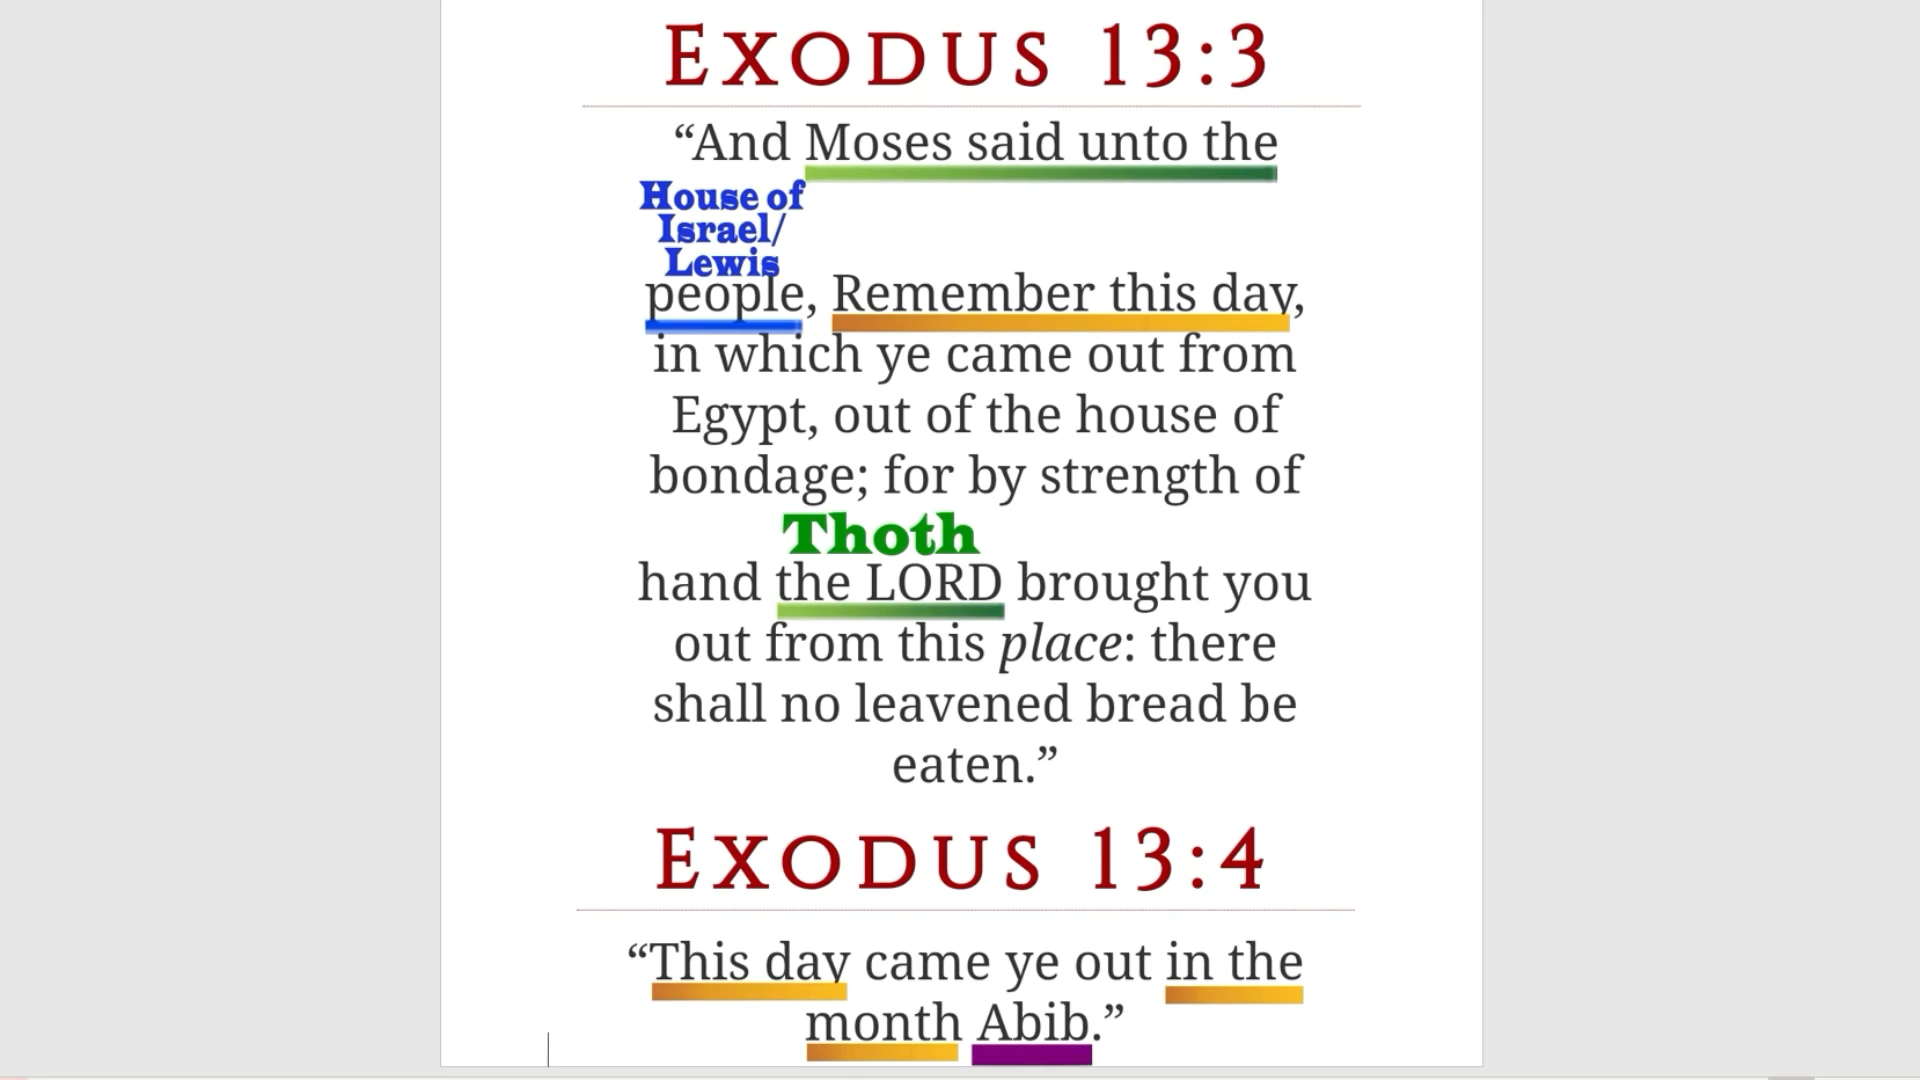 EXODUS 13:3
“And Moses said unto the
House of
Israel/
Lewis
people, Remember this day,
in which ye came out from
Egypt, out of the house of
bondage; for by strength of
Thoth
hand the LORD brought you
out from this place: there
shall no leavened bread be
eaten.”
EXODUS 13:4
“This day came ye out in the
month Abib.”